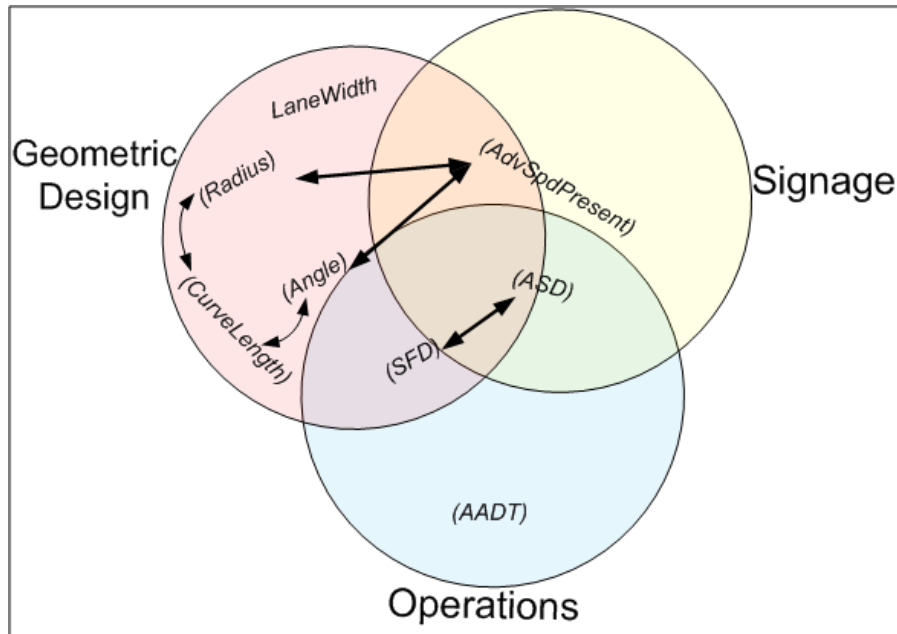 LaneWidth
Geometric
Design
(Radius)
(AdvSpdPresent)
Signage
(Angle)
(CurveLength)
(ASD)
(SFD)
(AADT)
Operations